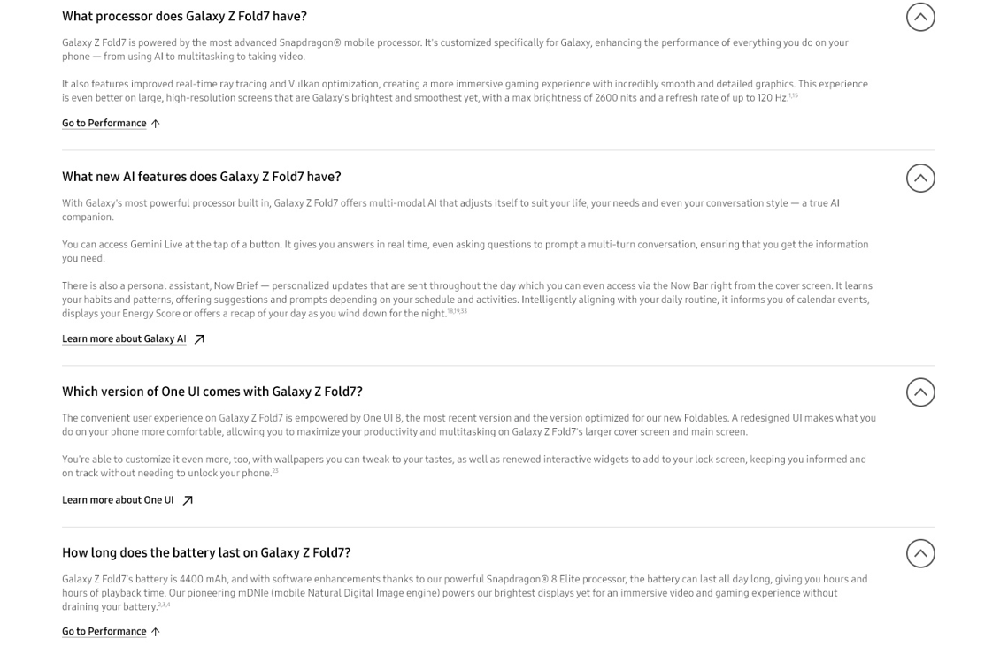 What processor does Galaxy Z Fold7 have?
Galaxy Z Fold7 is powered by the most advanced Snapdragon® mobile processor. It's customized specifically for Galaxy, enhancing the performance of everything you do on your
phone — from using AI to multitasking to taking video.
It also features improved real-time ray tracing and Vulkan optimization, creating a more immersive gaming experience with incredibly smooth and detailed graphics. This experience
is even better on large, high-resolution screens that are Galaxy's brightest and smoothest yet, with a max brightness of 2600 nits and a refresh rate of up to 120 Hz.1,15
Go to Performance ↑
What new AI features does Galaxy Z Fold7 have?
With Galaxy's most powerful processor built in, Galaxy Z Fold7 offers multi-modal AI that adjusts itself to suit your life, your needs and even your conversation style — a true AI
companion.
You can access Gemini Live at the tap of a button. It gives you answers in real time, even asking questions to prompt a multi-turn conversation, ensuring that you get the information
you need.
There is also a personal assistant, Now Brief — personalized updates that are sent throughout the day which you can even access via the Now Bar right from the cover screen. It learns
your habits and patterns, offering suggestions and prompts depending on your schedule and activities. Intelligently aligning with your daily routine, it informs you of calendar events,
displays your Energy Score or offers a recap of your day as you wind down for the night.18,19,33
Learn more about Galaxy AI ↗
Which version of One UI comes with Galaxy Z Fold7?
The convenient user experience on Galaxy Z Fold7 is empowered by One UI 8, the most recent version and the version optimized for our new Foldables. A redesigned UI makes what you
do on your phone more comfortable, allowing you to maximize your productivity and multitasking on Galaxy Z Fold7's larger cover screen and main screen.
You're able to customize it even more, too, with wallpapers you can tweak to your tastes, as well as renewed interactive widgets to add to your lock screen, keeping you informed and
on track without needing to unlock your phone.23
Learn more about One UI ↗
How long does the battery last on Galaxy Z Fold7?
Galaxy Z Fold7's battery is 4400 mAh, and with software enhancements thanks to our powerful Snapdragon® 8 Elite processor, the battery can last all day long, giving you hours and
hours of playback time. Our pioneering mDNIe (mobile Natural Digital Image engine) powers our brightest displays yet for an immersive video and gaming experience without
draining your battery.2,3,4
Go to Performance ↑